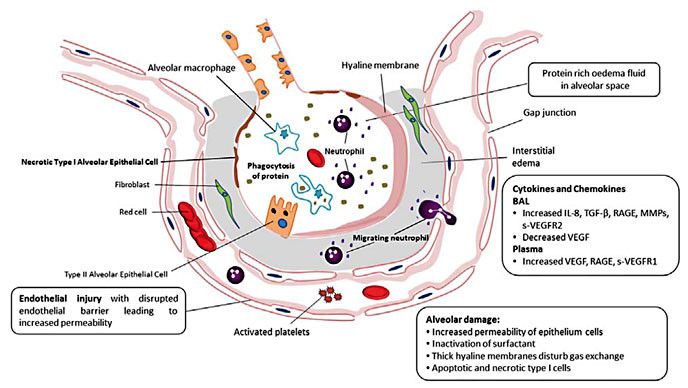 Alveolar macrophage
Hyaline membrane
Protein rich oedema fluid
in alveolar space
Gap junction
Neutrophil
Interstitial
edema
Necrotic Type I Alveolar Epithelial Cell
Phagocytosis
of protein
Fibroblast
Red cell
Cytokines and Chemokines
BAL
• Increased IL-8, TGF-β, RAGE, MMPs,
s-VEGFR2
• Decreased VEGF
Plasma
• Increased VEGF, RAGE, s-VEGFR1
Migrating neutrophil
Type II Alveolar Epithelial Cell
Endothelial injury with disrupted
endothelial barrier leading to
increased permeability
Activated platelets
Alveolar damage:
• Increased permeability of epithelium cells
• Inactivation of surfactant
• Thick hyaline membranes disturb gas exchange
• Apoptotic and necrotic type I cells